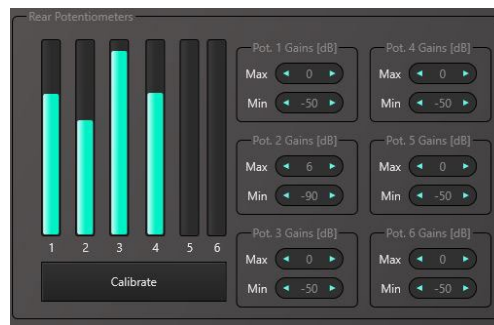 Rear Potentiometers
Pot. 1 Gains [dB]
Max 0
Min -50
Pot. 4 Gains [dB]
Max 0
Min -50
Pot. 2 Gains [dB]
Max 6
Min -90
Pot. 5 Gains [dB]
Max 0
Min -50
Pot. 3 Gains [dB]
Max 0
Min -50
Pot. 6 Gains [dB]
Max 0
Min -50
1 2 3 4 5 6
Calibrate